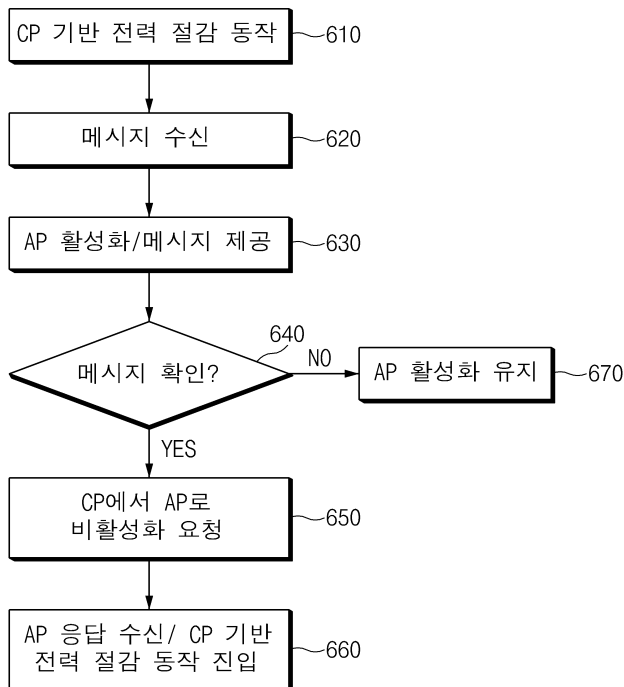 CP 기반 전력 절감 동작
610
메시지 수신
620
AP 활성화/메시지 제공
630
640
메시지 확인?
NO
AP 활성화 유지
670
YES
CP에서 AP로
비활성화 요청
650
AP 응답 수신/ CP 기반
전력 절감 동작 진입
660